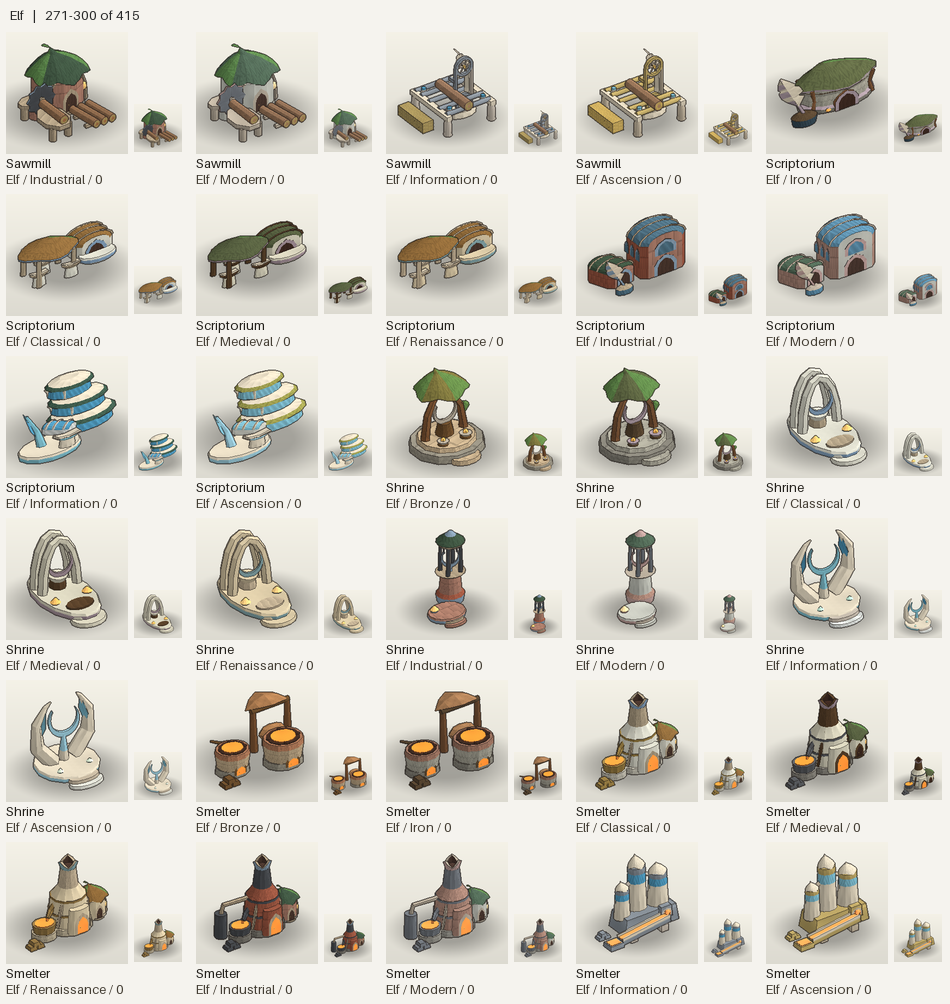 Elf | 271-300 of 415
Sawmill
Elf / Industrial / 0
Sawmill
Elf / Modern / 0
Sawmill
Elf / Information / 0
Sawmill
Elf / Ascension / 0
Scriptorium
Elf / Iron / 0
Scriptorium
Elf / Classical / 0
Scriptorium
Elf / Medieval / 0
Scriptorium
Elf / Renaissance / 0
Scriptorium
Elf / Industrial / 0
Scriptorium
Elf / Modern / 0
Scriptorium
Elf / Information / 0
Scriptorium
Elf / Ascension / 0
Shrine
Elf / Bronze / 0
Shrine
Elf / Iron / 0
Shrine
Elf / Classical / 0
Shrine
Elf / Medieval / 0
Shrine
Elf / Renaissance / 0
Shrine
Elf / Industrial / 0
Shrine
Elf / Modern / 0
Shrine
Elf / Information / 0
Shrine
Elf / Ascension / 0
Smelter
Elf / Bronze / 0
Smelter
Elf / Iron / 0
Smelter
Elf / Classical / 0
Smelter
Elf / Medieval / 0
Smelter
Elf / Renaissance / 0
Smelter
Elf / Industrial / 0
Smelter
Elf / Modern / 0
Smelter
Elf / Information / 0
Smelter
Elf / Ascension / 0